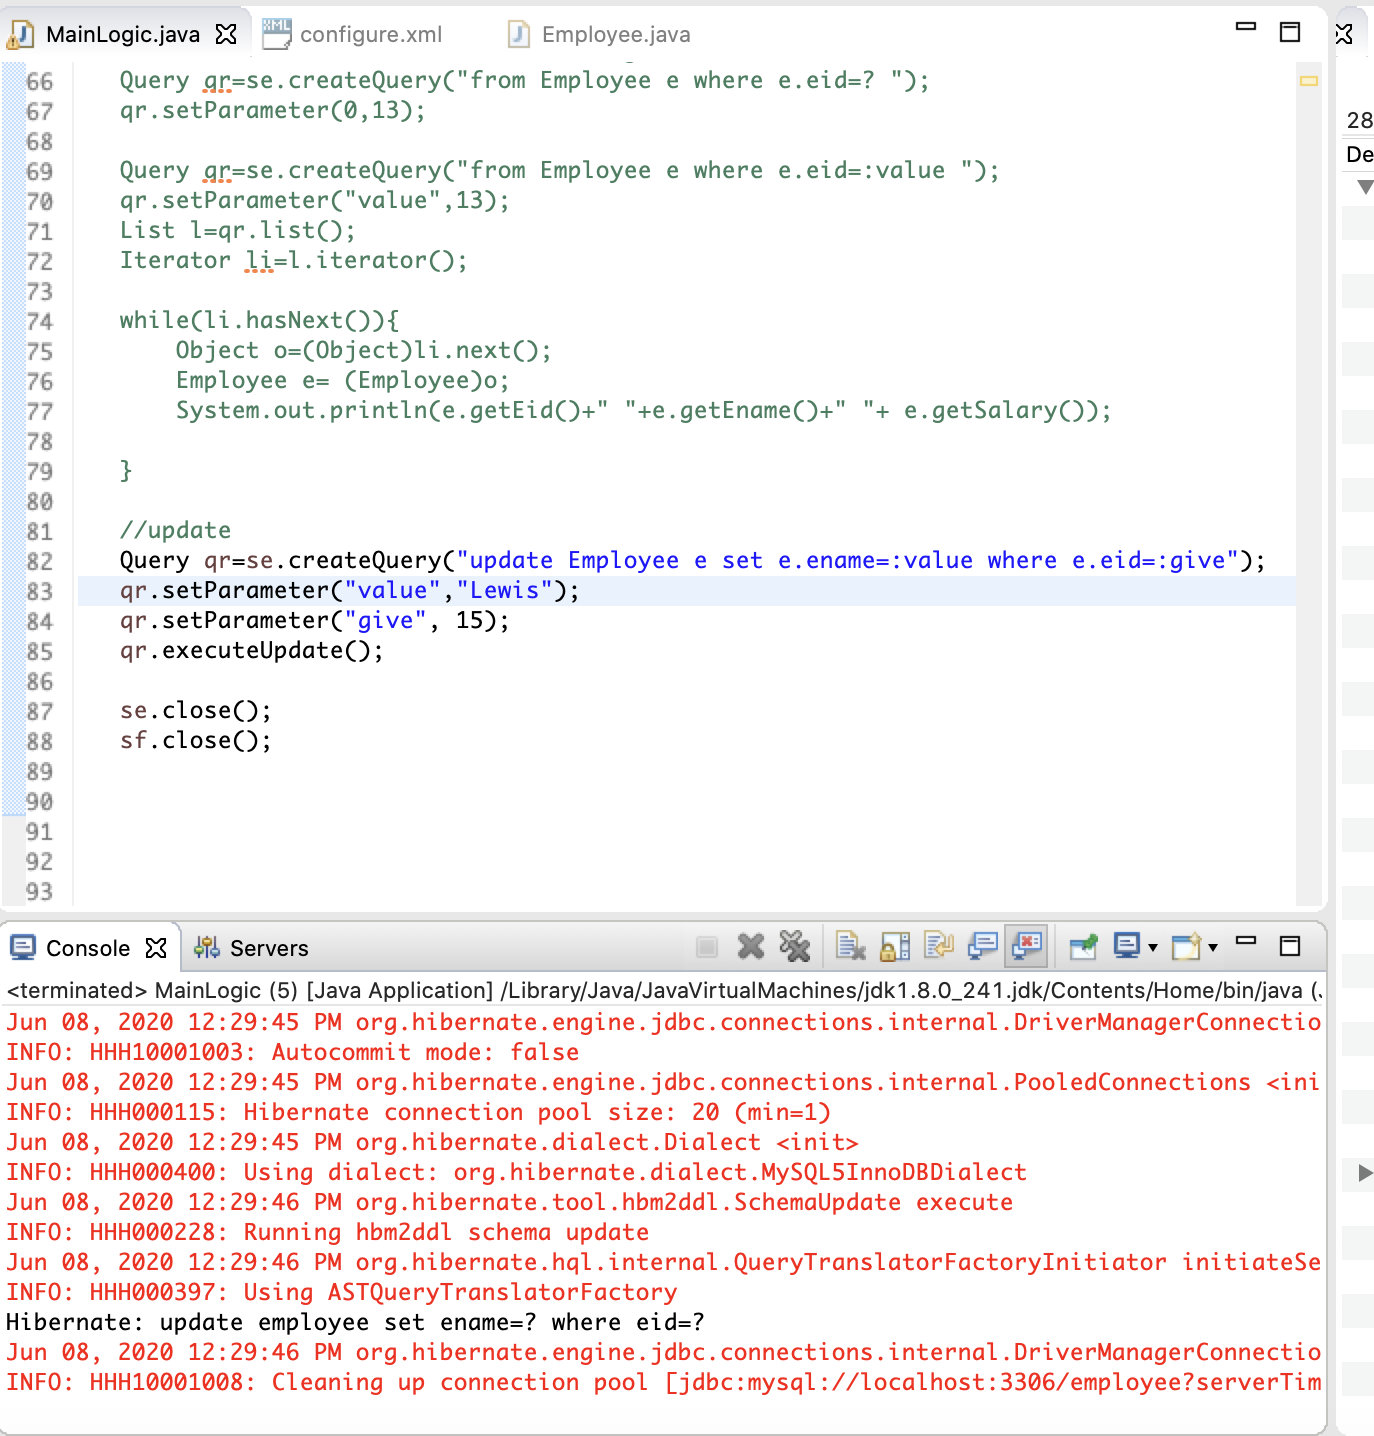 MainLogic.java
configure.xml
Employee.java
66 Query qr=se.createQuery("from Employee e where e.eid=? ");
67 qr.setParameter(0,13);
68
69 Query qr=se.createQuery("from Employee e where e.eid=:value ");
70 qr.setParameter("value",13);
71 List l=qr.list();
72 Iterator li=l.iterator();
73
74 while(li.hasNext()){
75 Object o=(Object)li.next();
76 Employee e= (Employee)o;
77 System.out.println(e.getEid()+" "+e.getEname()+" "+ e.getSalary());
78
79 }
80
81 //update
82 Query qr=se.createQuery("update Employee e set e.ename=:value where e.eid=:give");
83 qr.setParameter("value","Lewis");
84 qr.setParameter("give", 15);
85 qr.executeUpdate();
86
87 se.close();
88 sf.close();
89
90
91
92
93
28
De
Console
Servers
<terminated> MainLogic (5) [Java Application] /Library/Java/JavaVirtualMachines/jdk1.8.0_241.jdk/Contents/Home/bin/java (
Jun 08, 2020 12:29:45 PM org.hibernate.engine.jdbc.connections.internal.DriverManagerConnectio
INFO: HHH10001003: Autocommit mode: false
Jun 08, 2020 12:29:45 PM org.hibernate.engine.jdbc.connections.internal.PooledConnections <ini
INFO: HHH000115: Hibernate connection pool size: 20 (min=1)
Jun 08, 2020 12:29:45 PM org.hibernate.dialect.Dialect <init>
INFO: HHH000400: Using dialect: org.hibernate.dialect.MySQL5InnoDBDialect
Jun 08, 2020 12:29:46 PM org.hibernate.tool.hbm2ddl.SchemaUpdate execute
INFO: HHH000228: Running hbm2ddl schema update
Jun 08, 2020 12:29:46 PM org.hibernate.hql.internal.QueryTranslatorFactoryInitiator initiateSe
INFO: HHH000397: Using ASTQueryTranslatorFactory
Hibernate: update employee set ename=? where eid=?
Jun 08, 2020 12:29:46 PM org.hibernate.engine.jdbc.connections.internal.DriverManagerConnectio
INFO: HHH10001008: Cleaning up connection pool [jdbc:mysql://localhost:3306/employee?serverTim